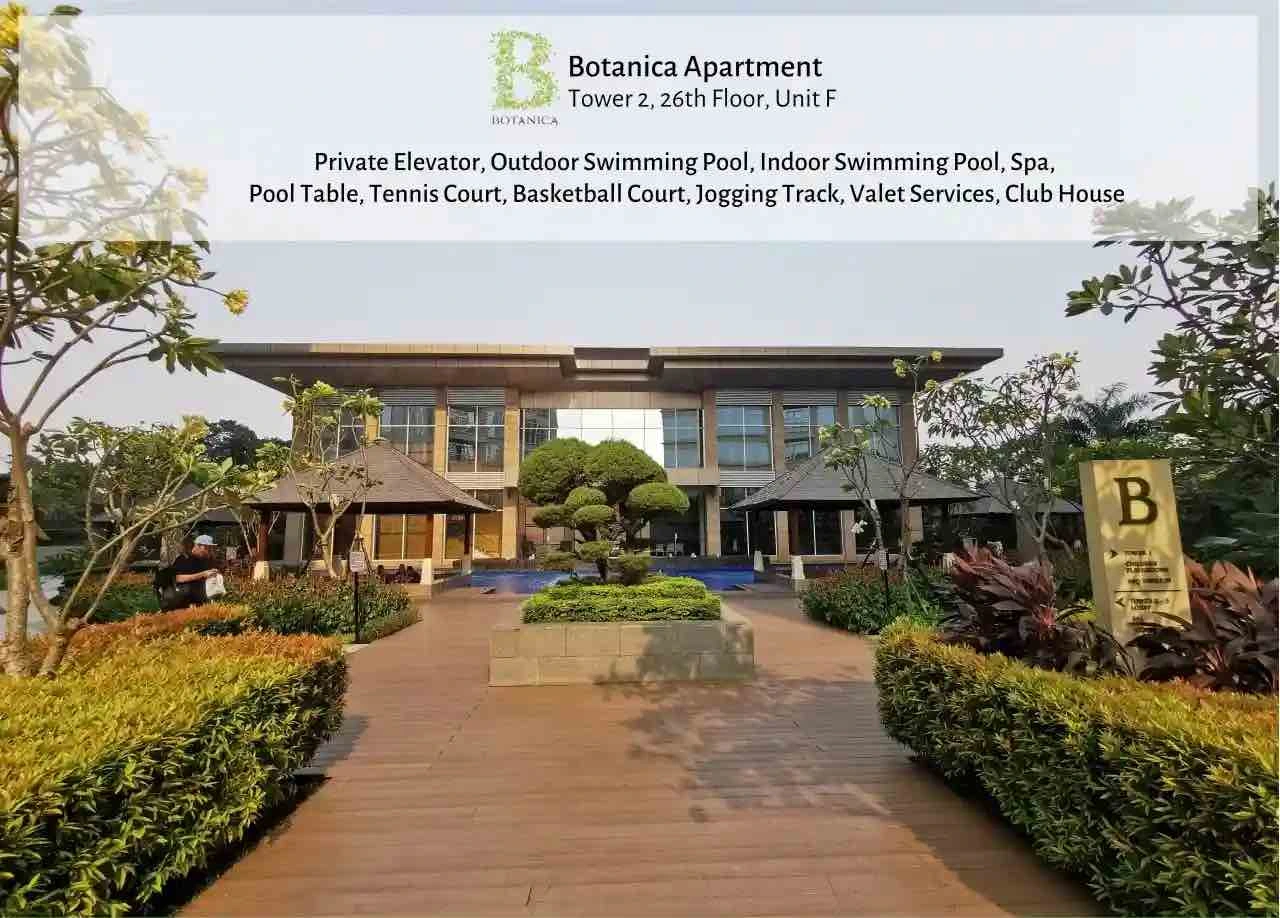 B
BOTANICA
Botanica Apartment
Tower 2, 26th Floor, Unit F
Private Elevator, Outdoor Swimming Pool, Indoor Swimming Pool, Spa,
Pool Table, Tennis Court, Basketball Court, Jogging Track, Valet Services, Club House
B